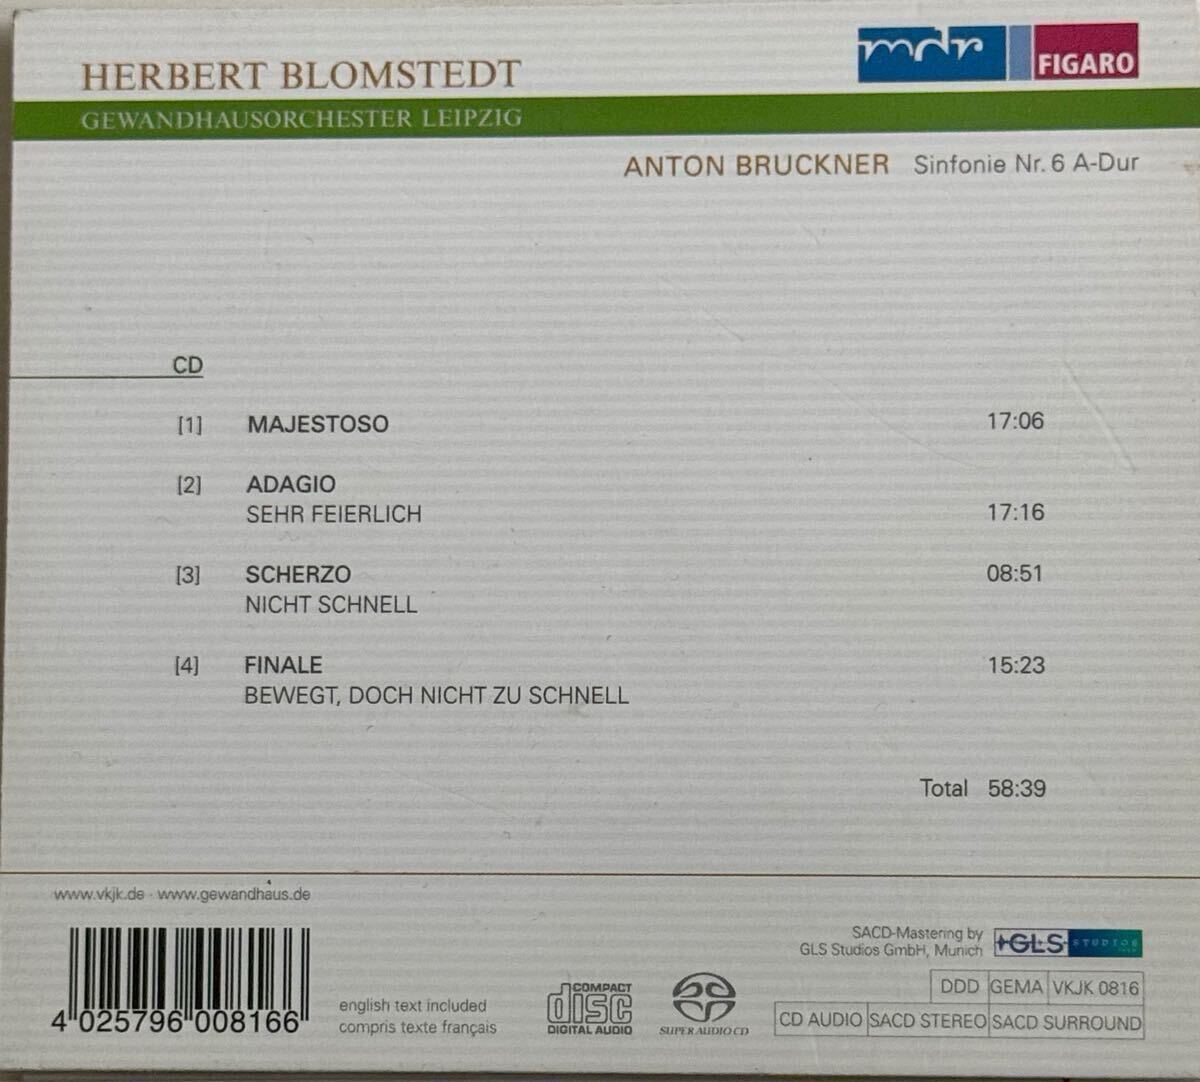 HERBERT BLOMSTEDT
mdr FIGARO
GEWANDHAUSORCHESTER LEIPZIG
ANTON BRUCKNER Sinfonie Nr. 6 A-Dur
CD
[1] MAJESTOSO 17:06
[2] ADAGIO
SEHR FEIERLICH 17:16
[3] SCHERZO 08:51
NICHT SCHNELL
[4] FINALE 15:23
BEWEGT, DOCH NICHT ZU SCHNELL
Total 58:39
www.vkjk.de · www.gewandhaus.de
SACD-Mastering by
GLS Studios GmbH, Munich
GLS STUDIOS
4 025796 008166
english text included
compris texte français
COMPACT
disc
DIGITAL AUDIO
SUPER AUDIO CD
DDD GEMA VKJK 0816
CD AUDIO SACD STEREO SACD SURROUND